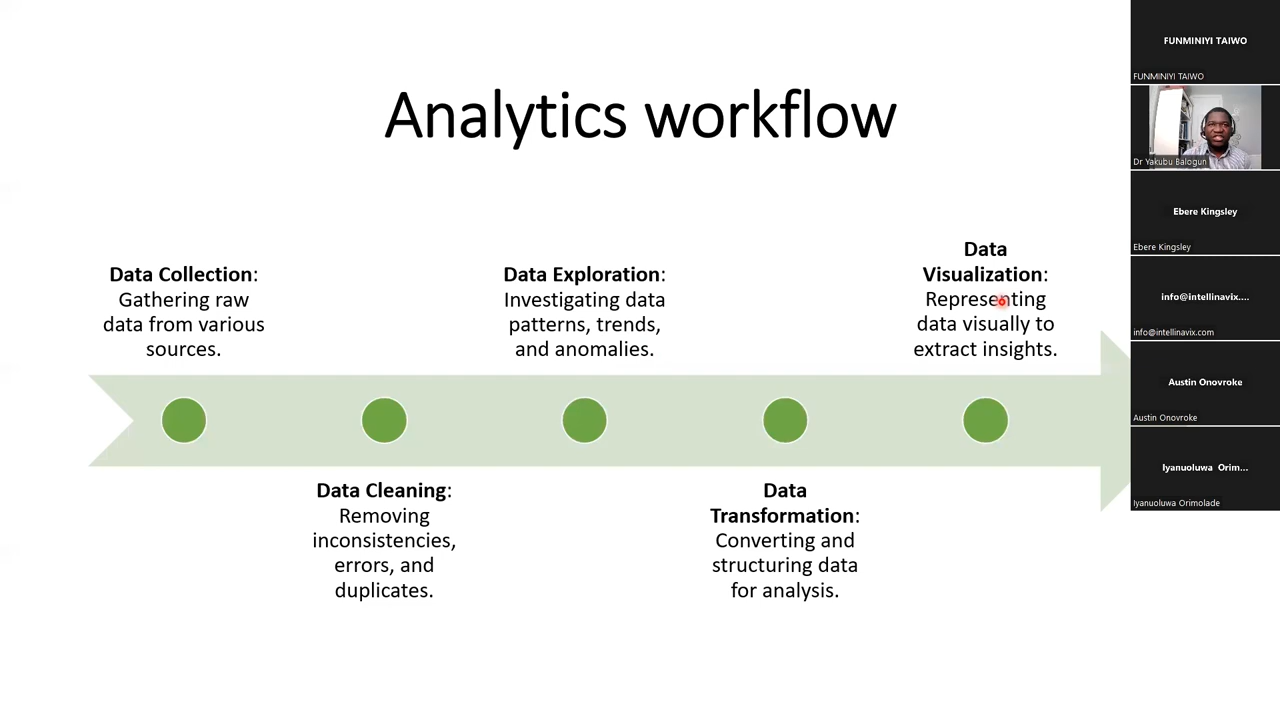 Analytics workflow
Data Collection:
Gathering raw
data from various
sources.
Data Cleaning:
Removing
inconsistencies,
errors, and
duplicates.
Data Exploration:
Investigating data
patterns, trends,
and anomalies.
Data
Transformation:
Converting and
structuring data
for analysis.
Data
Visualization:
Representing
data visually to
extract insights.
FUNMINIYI TAIWO
FUNMINIYI TAIWO
Dr Yakubu Balogun
Ebere Kingsley
Ebere Kingsley
info@intellinavix....
info@intellinavix.com
Austin Onovroke
Austin Onovroke
Iyanuoluwa Orim...
Iyanuoluwa Orimolade